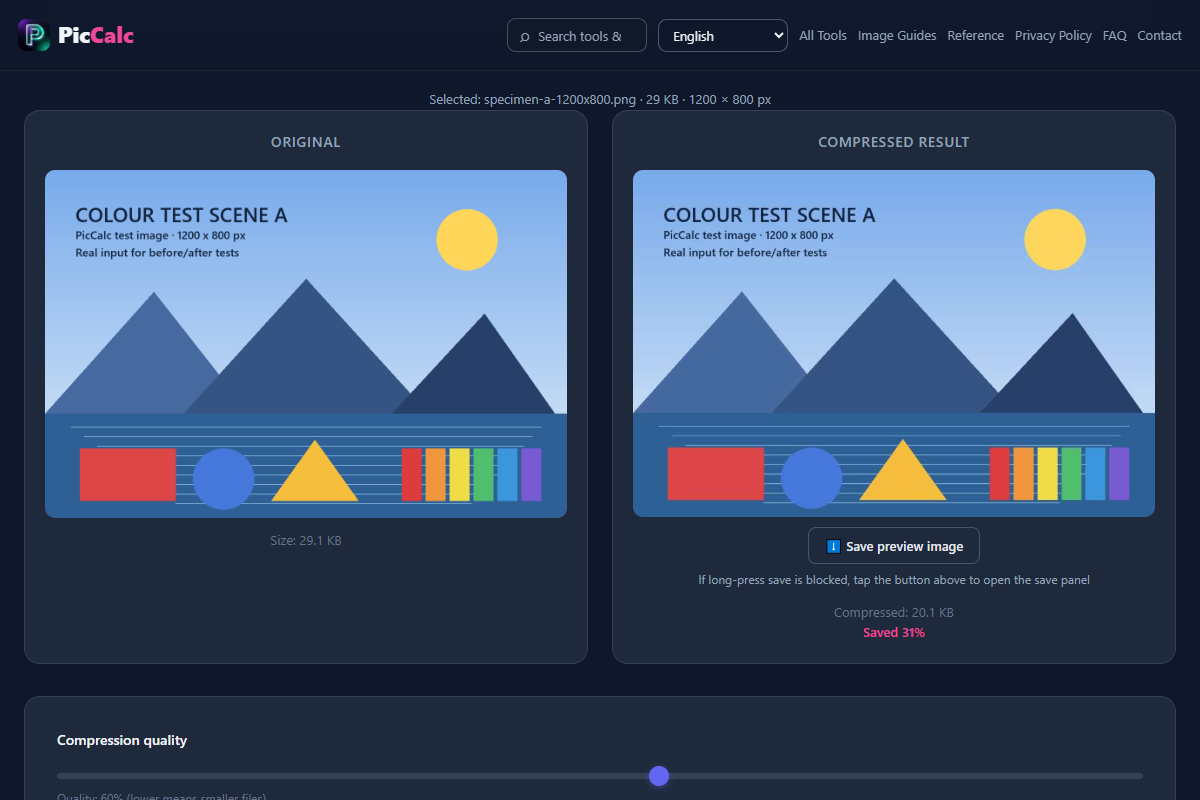 PicCalc
Search tools &
English
All Tools
Image Guides
Reference
Privacy Policy
FAQ
Contact
Selected: specimen-a-1200x800.png · 29 KB · 1200 × 800 px
ORIGINAL
COLOUR TEST SCENE A
PicCalc test image · 1200 x 800 px
Real input for before/after tests
Size: 29.1 KB
COMPRESSED RESULT
COLOUR TEST SCENE A
PicCalc test image · 1200 x 800 px
Real input for before/after tests
Save preview image
If long-press save is blocked, tap the button above to open the save panel
Compressed: 20.1 KB
Saved 31%
Compression quality
Quality: 60% (lower means smaller files)